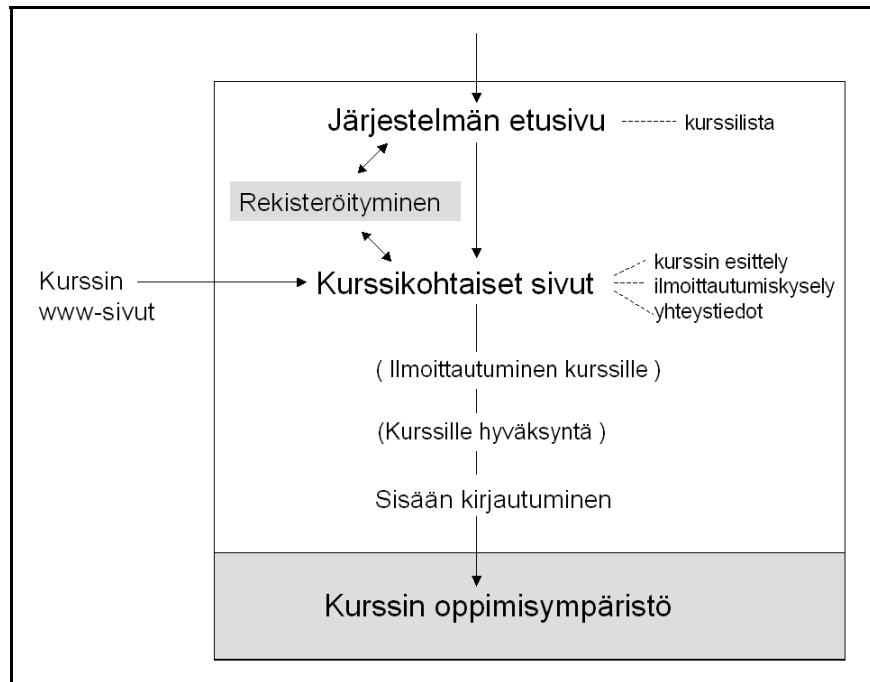 Järjestelmän etusivu
kurssilista
Rekisteröityminen
Kurssin
www-sivut
Kurssikohtaiset sivut
kurssin esittely
ilmoittautumiskysely
yhteystiedot
( Ilmoittautuminen kurssille )
(Kurssille hyväksyntä )
Sisään kirjautuminen
Kurssin oppimisympäristö